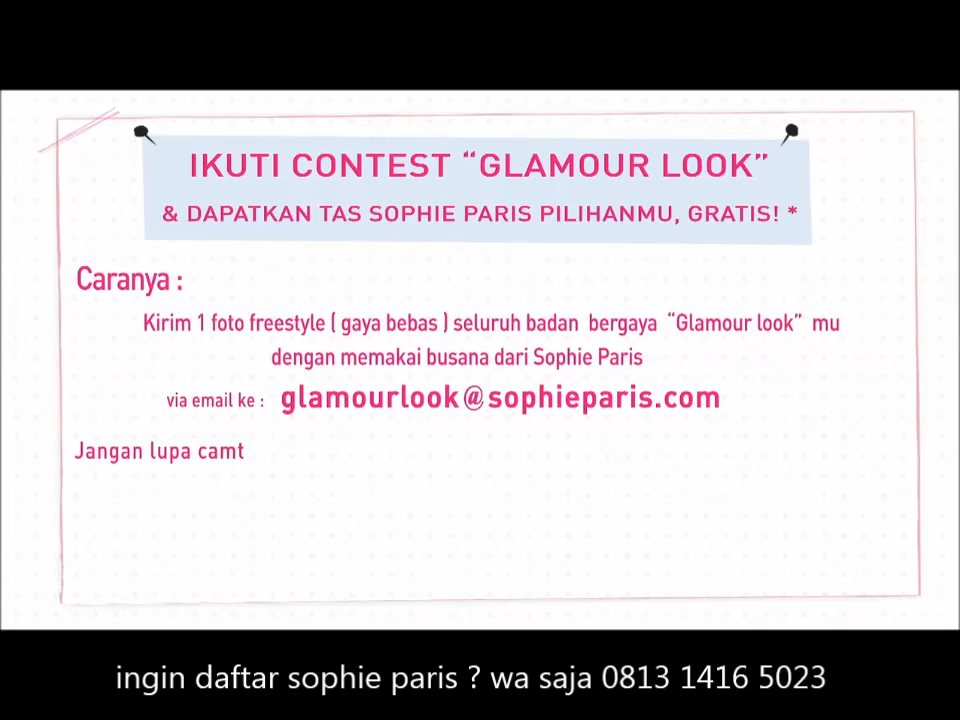 IKUTI CONTEST “GLAMOUR LOOK”
& DAPATKAN TAS SOPHIE PARIS PILIHANMU, GRATIS! *
Caranya :
Kirim 1 foto freestyle ( gaya bebas ) seluruh badan bergaya “Glamour look” mu
dengan memakai busana dari Sophie Paris
via email ke : glamourlook@sophieparis.com
Jangan lupa camt
ingin daftar sophie paris ? wa saja 0813 1416 5023